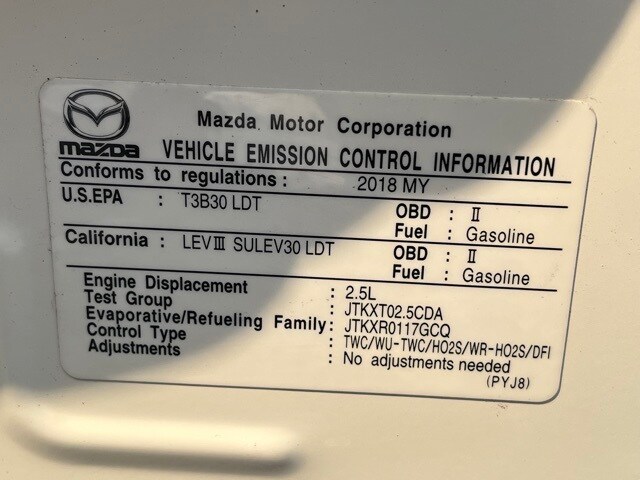 Mazda Motor Corporation
mazda VEHICLE EMISSION CONTROL INFORMATION
Conforms to regulations : 2018 MY
U.S.EPA : T3B30 LDT OBD : Ⅱ
Fuel : Gasoline
California : LEVⅢ SULEV30 LDT OBD : Ⅱ
Fuel : Gasoline
Engine Displacement : 2.5L
Test Group : JTKXT02.5CDA
Evaporative/Refueling Family : JTKXR0117GCQ
Control Type : TWC/WU-TWC/HO2S/WR-HO2S/DFI
Adjustments : No adjustments needed
(PYJ8)